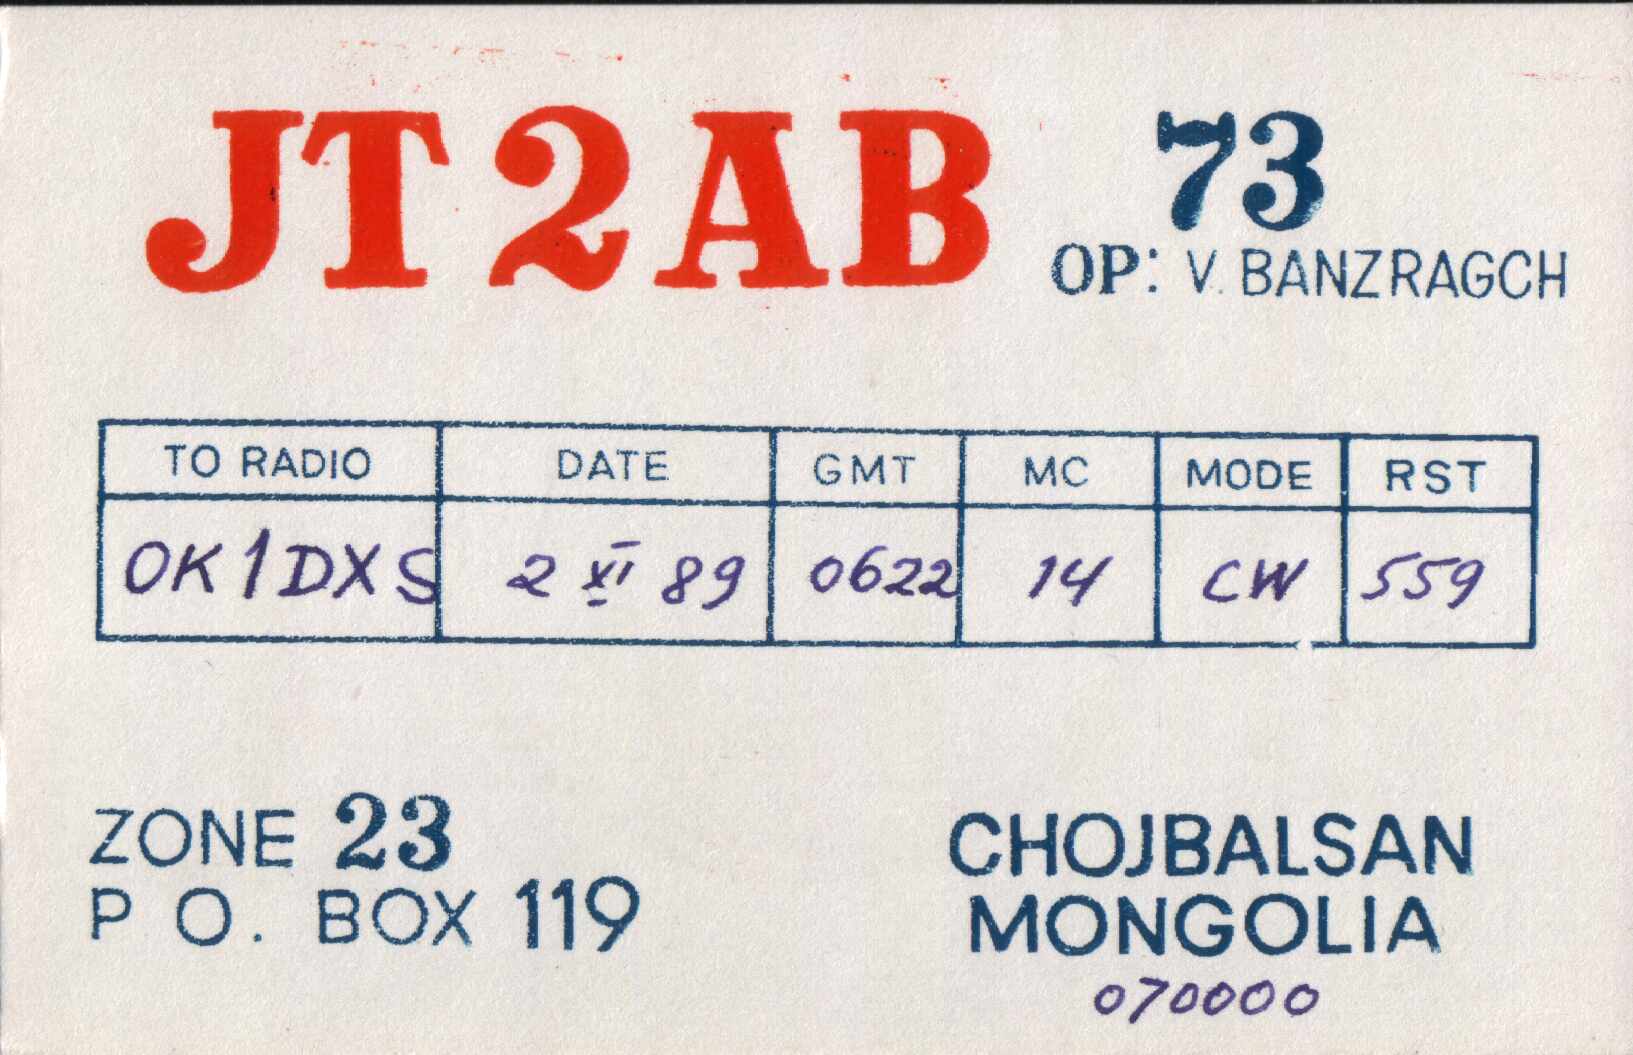 JT2AB 73
OP: V. BANZRAGCH
TO RADIO DATE GMT MC MODE RST
OK1DXS 2 XI 89 0622 14 CW 559
ZONE 23
P O. BOX 119
CHOJBALSAN
MONGOLIA
070000